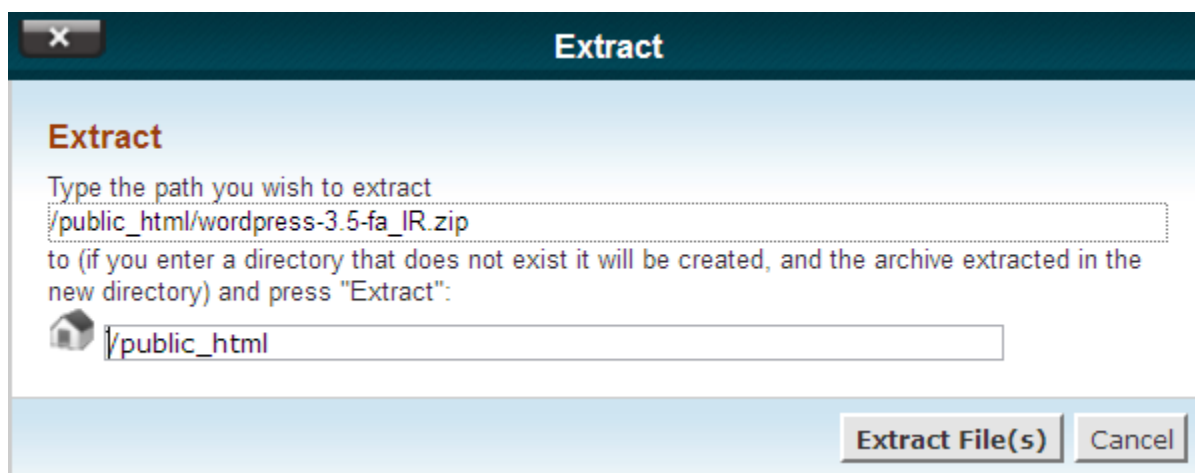 Extract
Extract
Type the path you wish to extract
/public_html/wordpress-3.5-fa_IR.zip
to (if you enter a directory that does not exist it will be created, and the archive extracted in the
new directory) and press "Extract":
/public_html
Extract File(s) Cancel